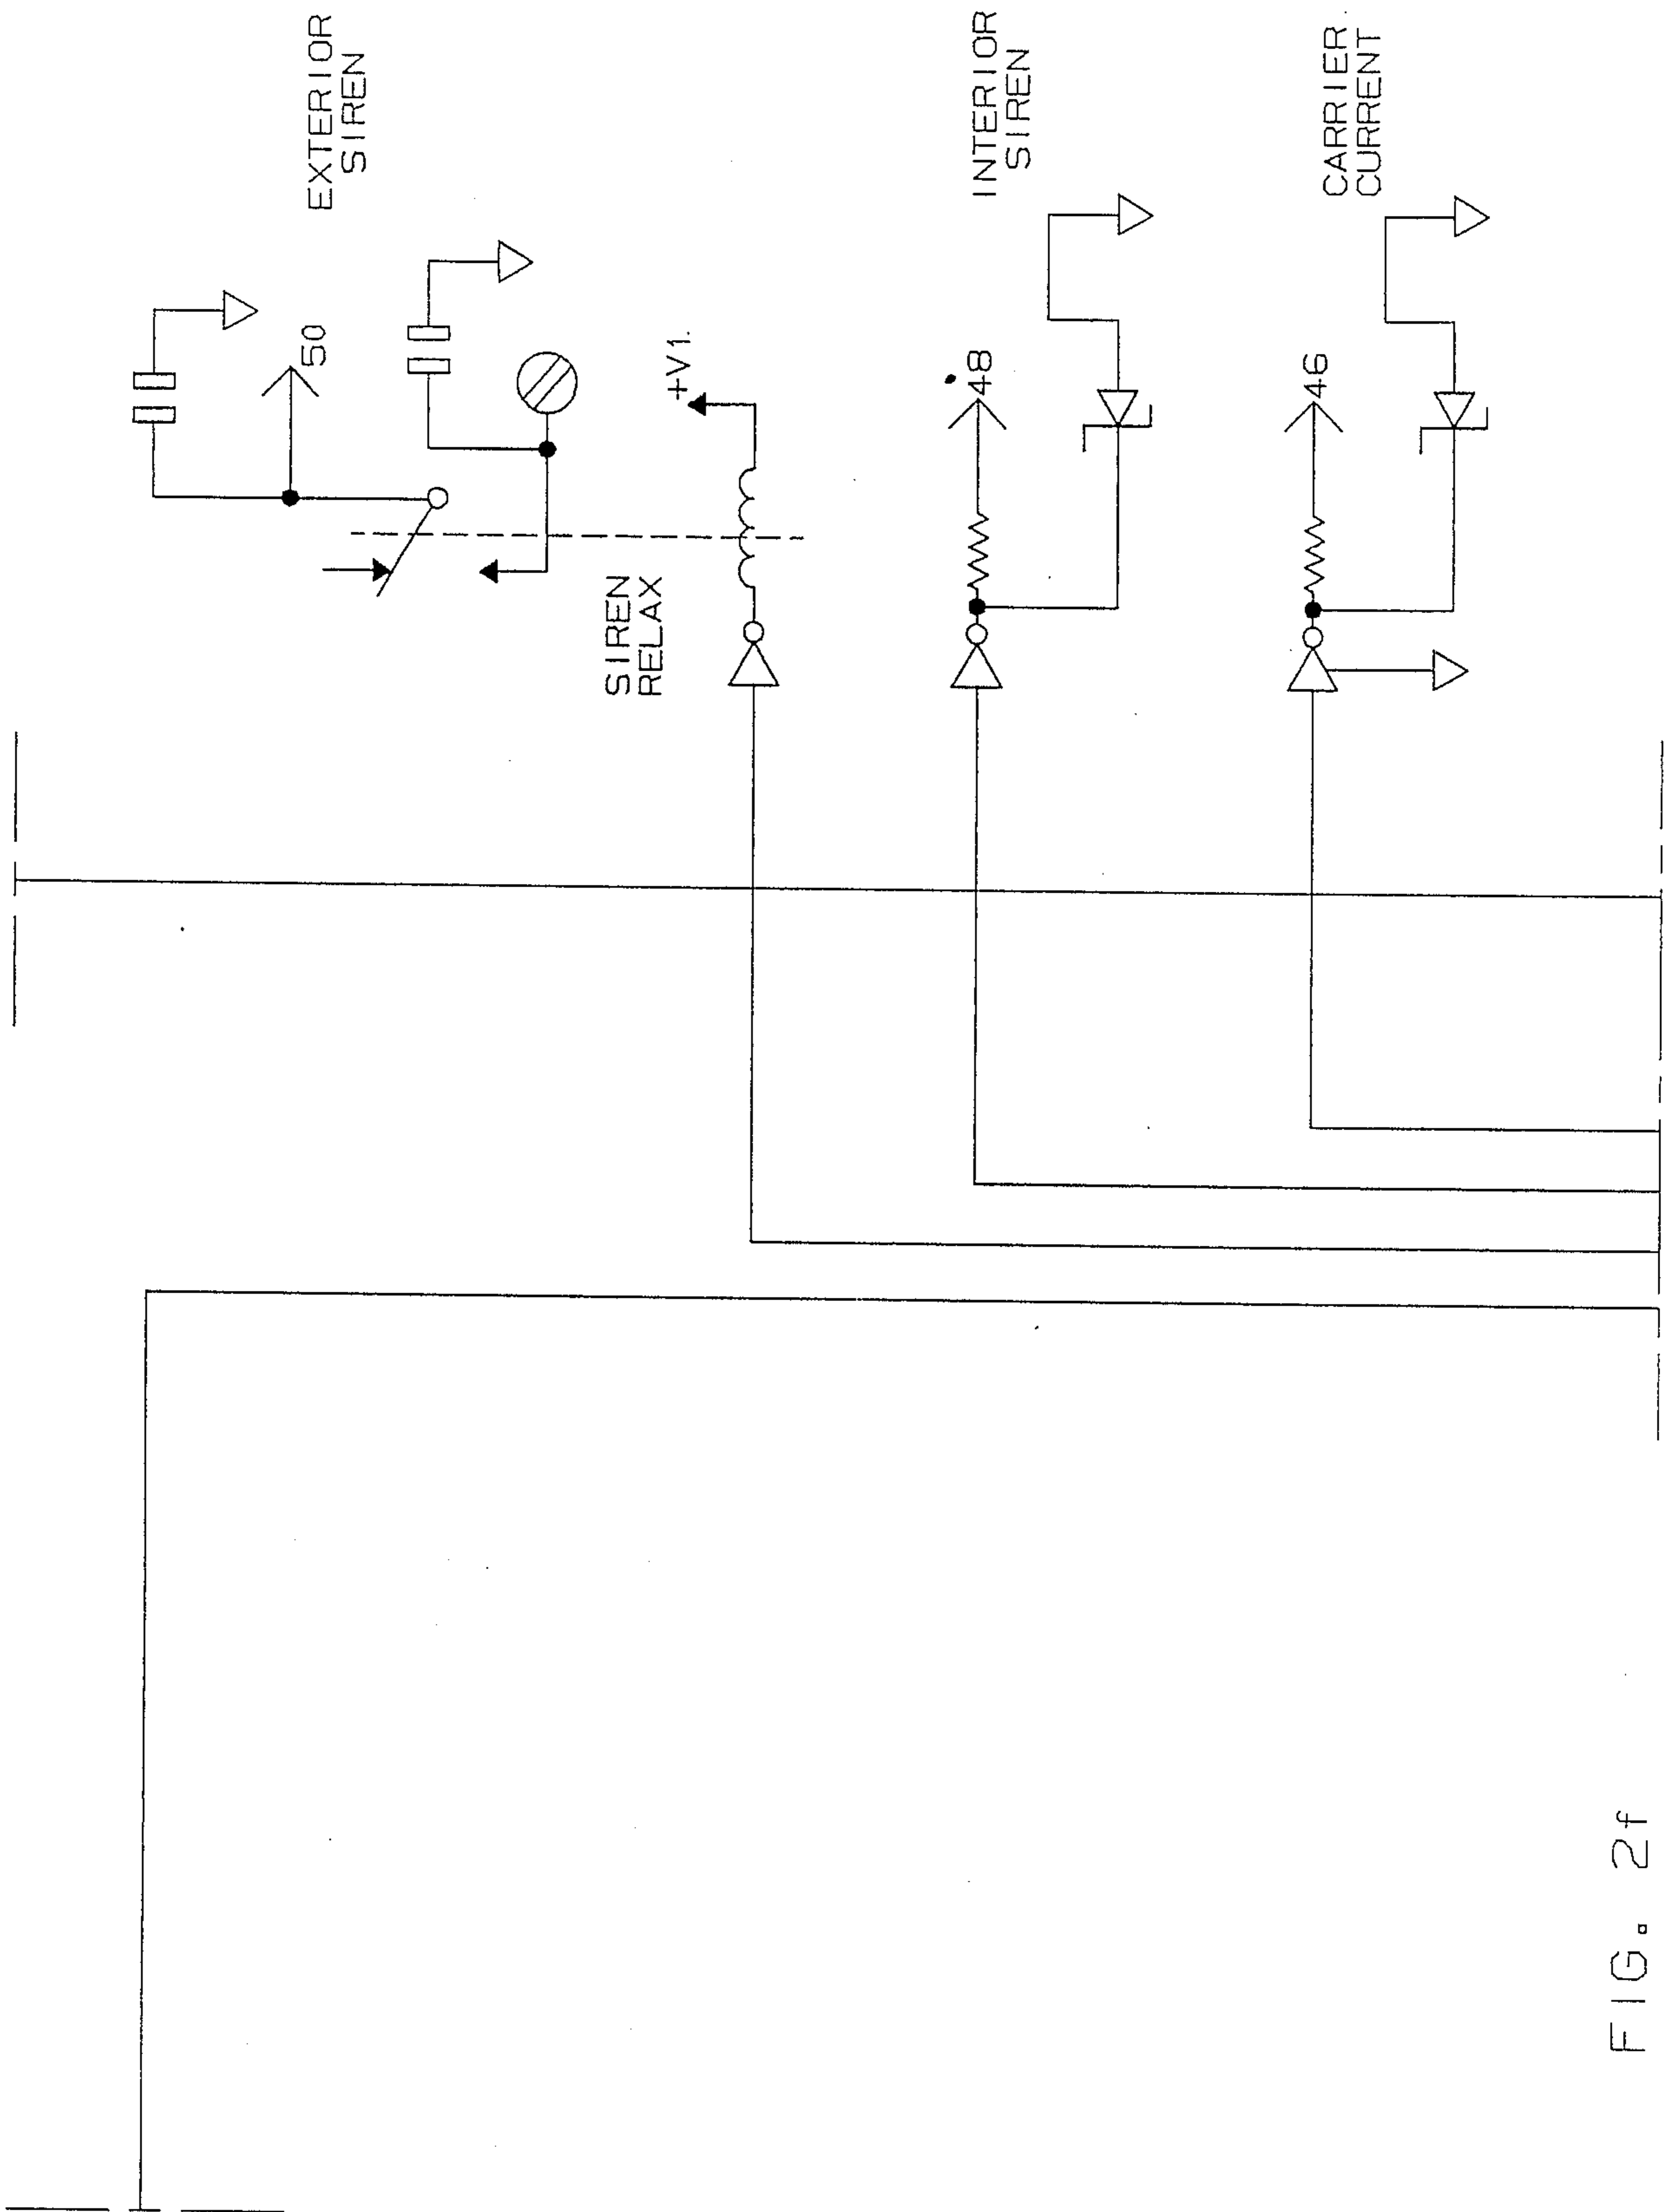 EXTERIOR
SIREN
50
+V1.
SIREN
RELAX
INTERIOR
SIREN
48
CARRIER
CURRENT
46
FIG. 2f